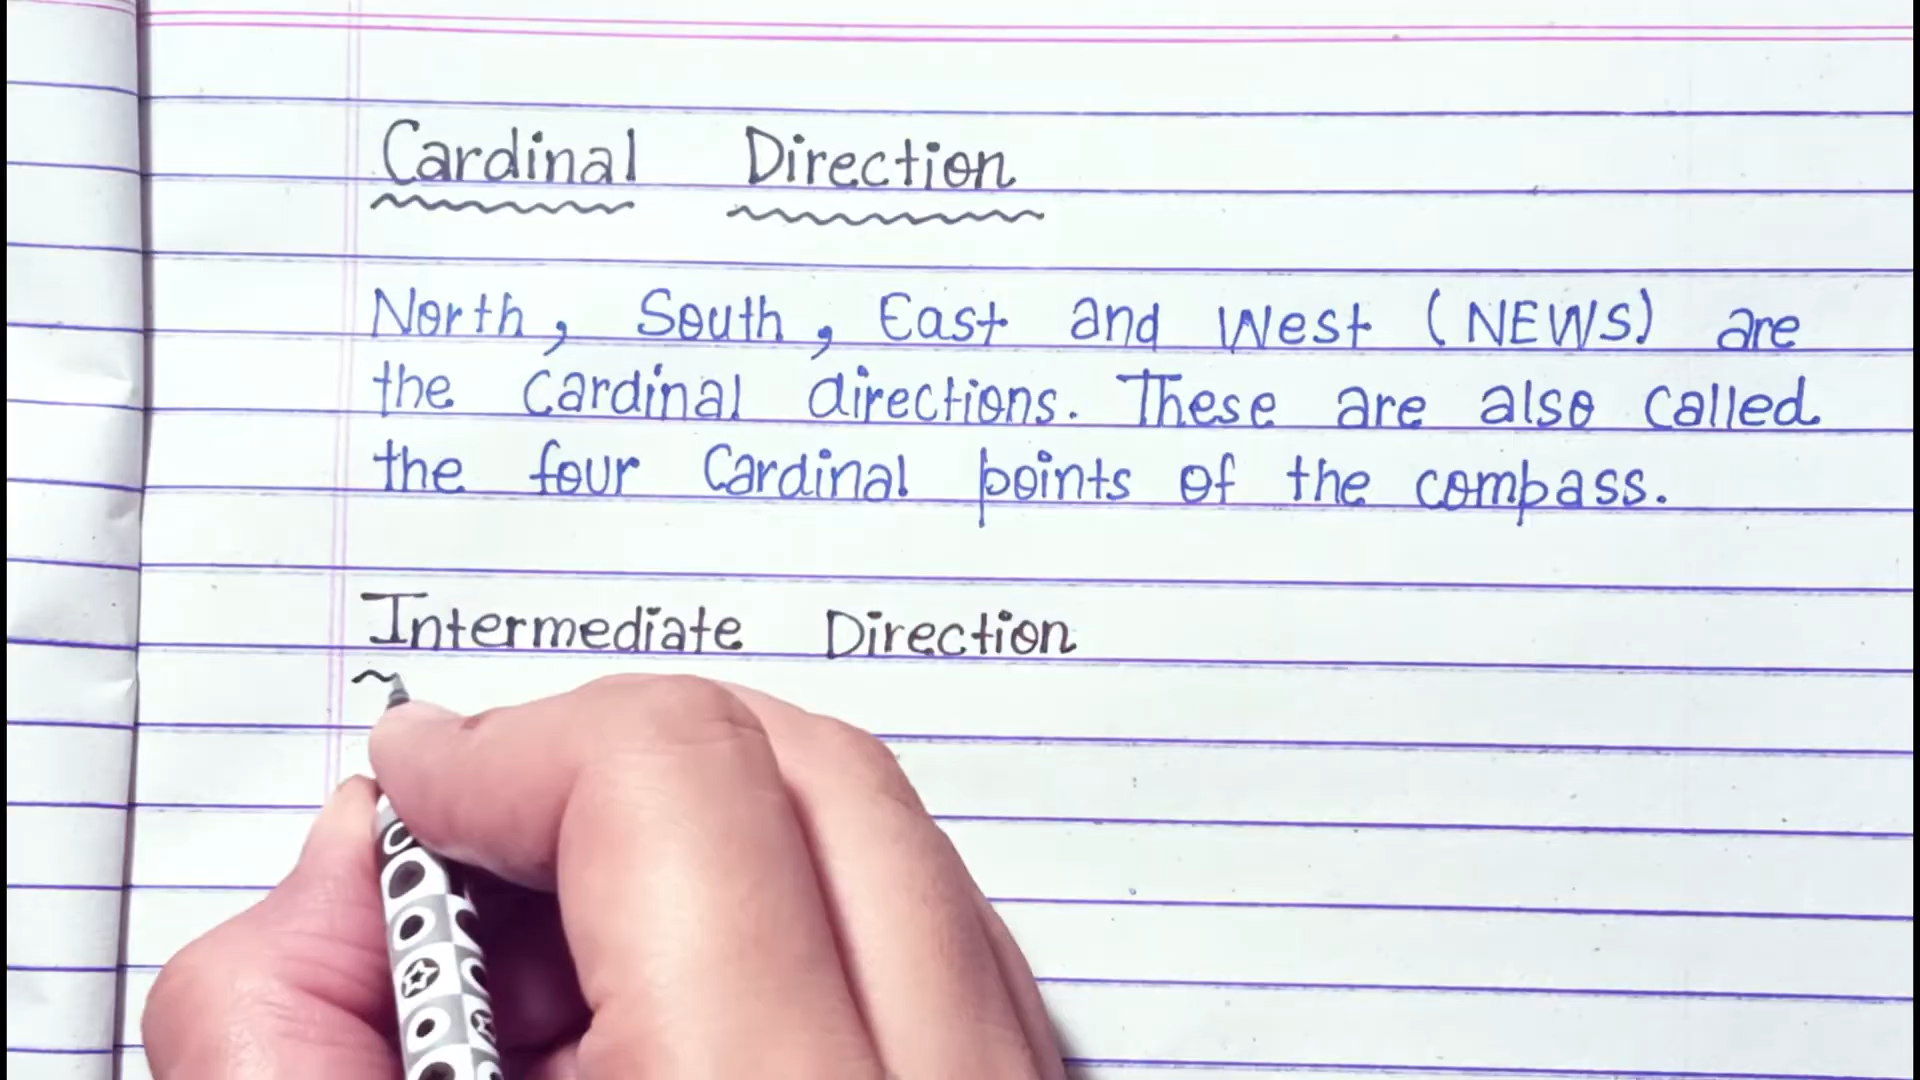 Cardinal Direction
North, South, East and West (NEWS) are
the Cardinal directions. These are also called
the four Cardinal points of the compass.
Intermediate Direction